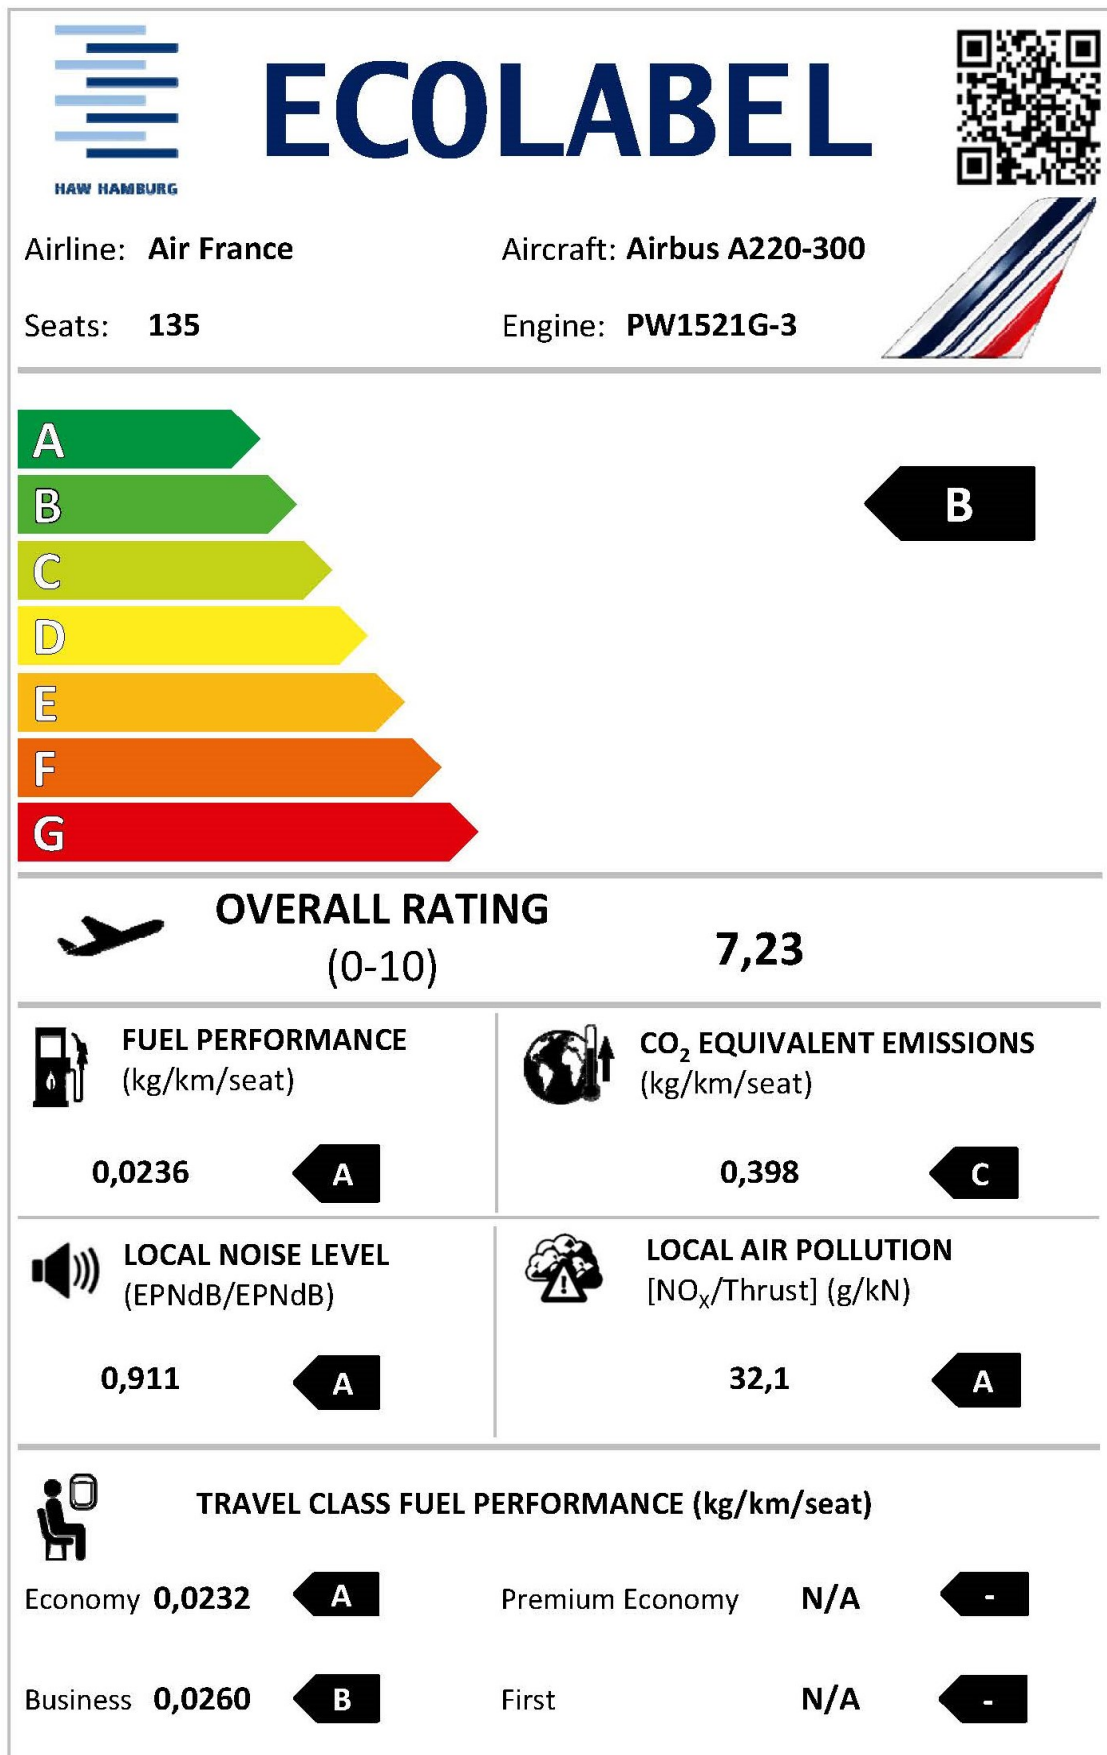 HAW HAMBURG
ECOLABEL
Airline: Air France
Aircraft: Airbus A220-300
Seats: 135
Engine: PW1521G-3
A
B
B
C
D
E
F
G
OVERALL RATING
(0-10)
7,23
FUEL PERFORMANCE
(kg/km/seat)
0,0236 A
CO₂ EQUIVALENT EMISSIONS
(kg/km/seat)
0,398 C
LOCAL NOISE LEVEL
(EPNdB/EPNdB)
0,911 A
LOCAL AIR POLLUTION
[NOₓ/Thrust] (g/kN)
32,1 A
TRAVEL CLASS FUEL PERFORMANCE (kg/km/seat)
Economy 0,0232 A
Premium Economy N/A -
Business 0,0260 B
First N/A -